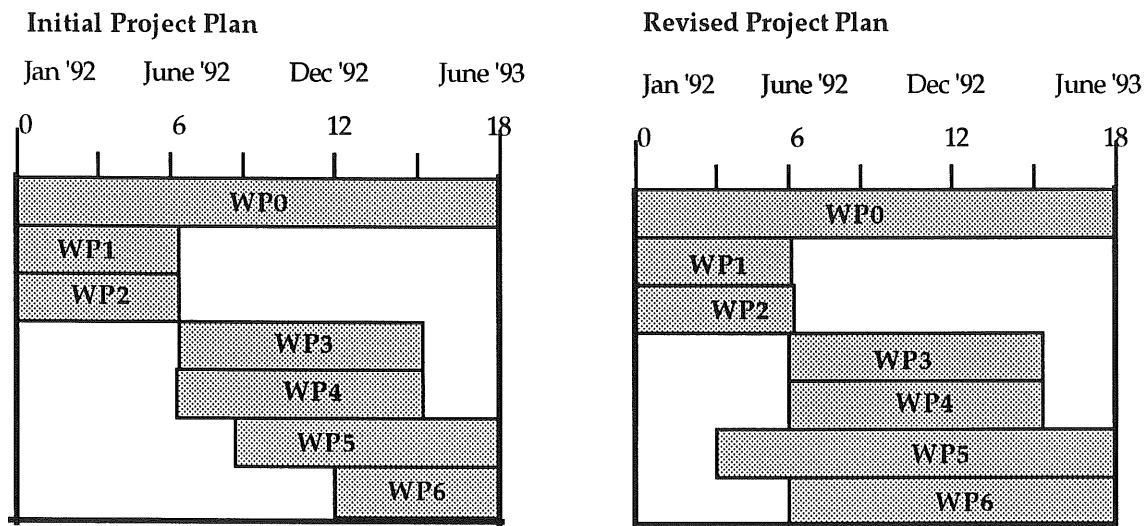 Initial Project Plan
Jan '92 June '92 Dec '92 June '93
0 6 12 18
WP0
WP1
WP2
WP3
WP4
WP5
WP6
Revised Project Plan
Jan '92 June '92 Dec '92 June '93
0 6 12 18
WP0
WP1
WP2
WP3
WP4
WP5
WP6